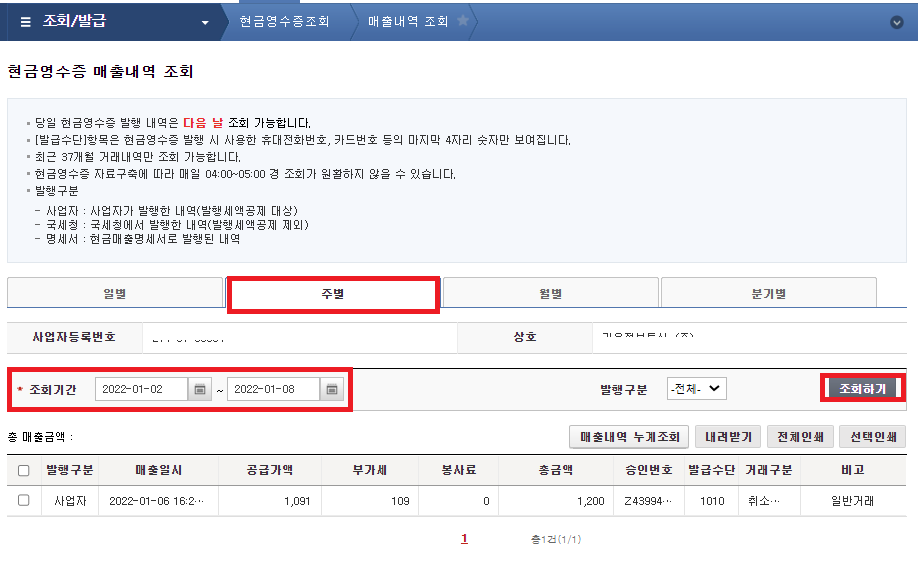 조회/발급 현금영수증조회 매출내역 조회
현금영수증 매출내역 조회
당일 현금영수증 발행 내역은 다음 날 조회 가능합니다.
[발급수단]항목은 현금영수증 발행 시 사용한 휴대전화번호, 카드번호 등의 마지막 4자리 숫자만 보여집니다.
최근 37개월 거래내역만 조회 가능합니다.
현금영수증 자료구축에 따라 매일 04:00~05:00 경 조회가 원활하지 않을 수 있습니다.
발행구분
- 사업자 : 사업자가 발행한 내역(발행세액공제 대상)
- 국세청 : 국세청에서 발행한 내역(발행세액공제 제외)
- 명세서 : 현금매출명세서로 발행된 내역
일별 주별 월별 분기별
사업자등록번호 상호
* 조회기간 2022-01-02 ~ 2022-01-08 발행구분 -전체- 조회하기
총 매출금액 : 매출내역 누계조회 내려받기 전체인쇄 선택인쇄
발행구분 매출일시 공급가액 부가세 봉사료 총금액 승인번호 발급수단 거래구분 비고
사업자 2022-01-06 16:2··· 1,091 109 0 1,200 Z43994··· 1010 취소··· 일반거래
1 총1건(1/1)